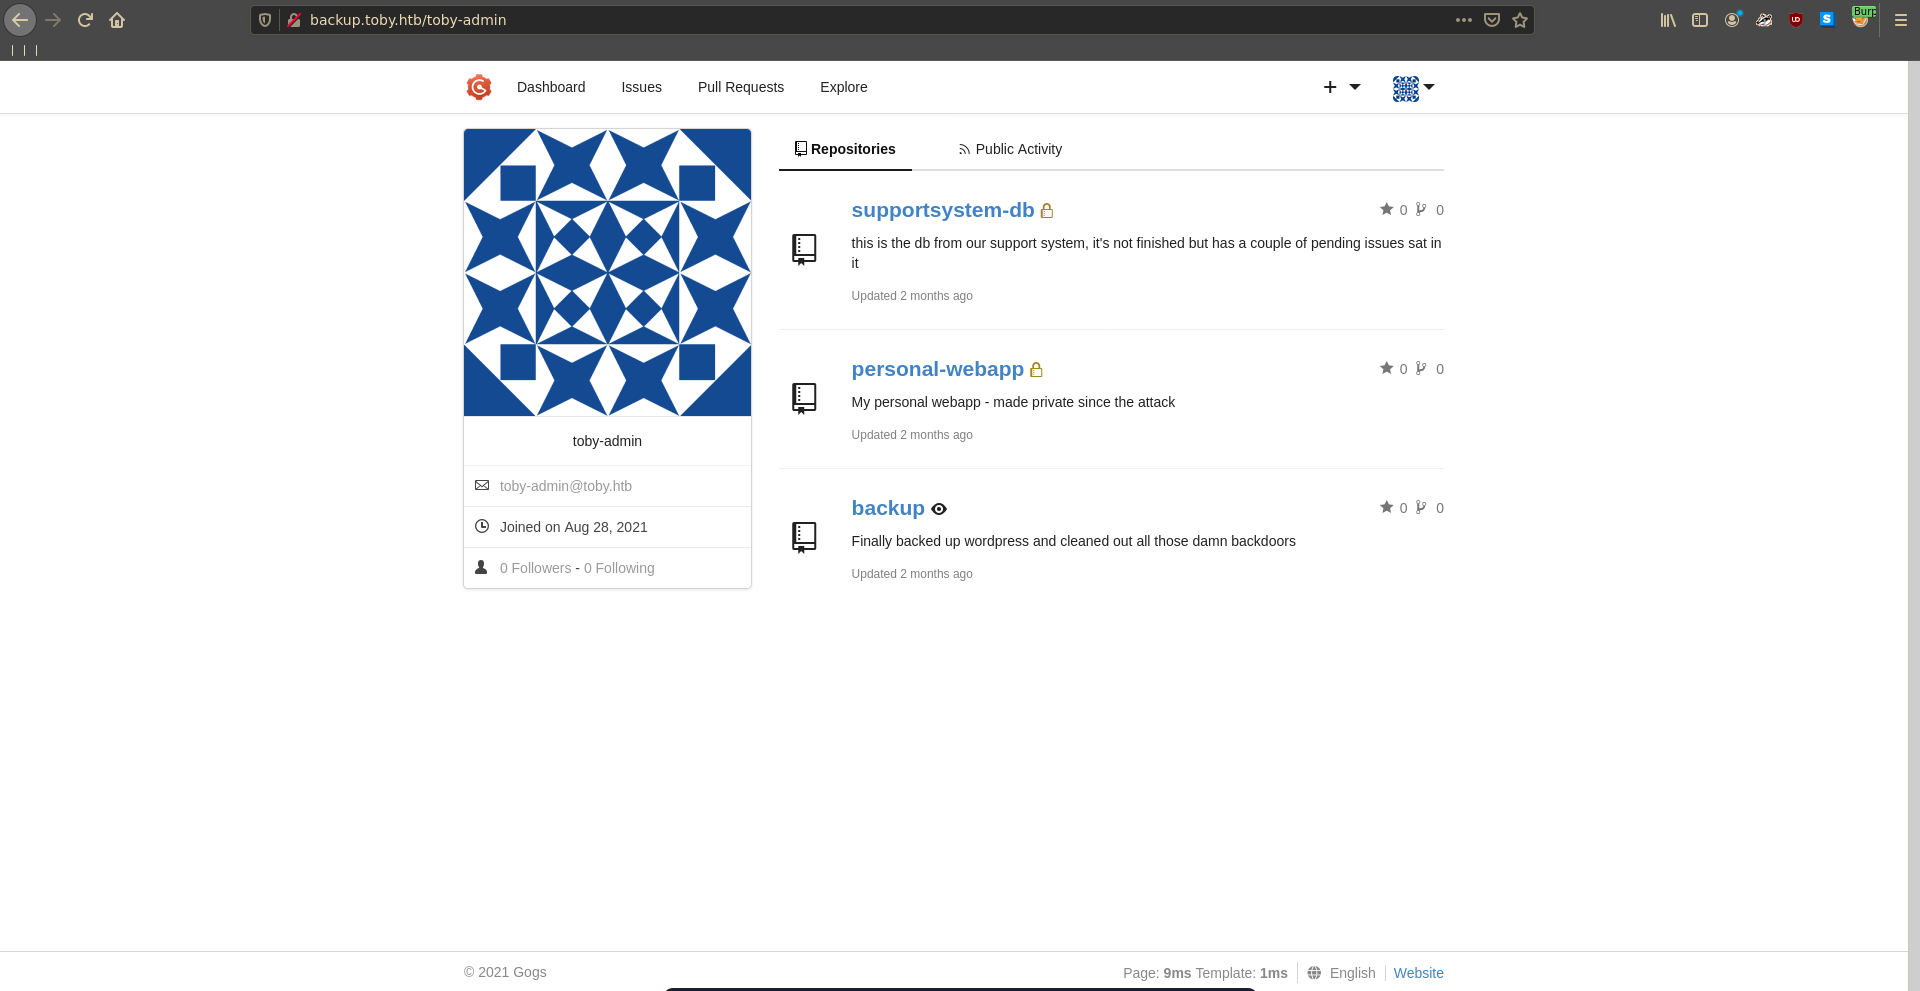 backup.toby.htb/toby-admin
Burp
Dashboard Issues Pull Requests Explore
Repositories Public Activity
supportsystem-db 0 0
this is the db from our support system, it's not finished but has a couple of pending issues sat in
it
Updated 2 months ago
personal-webapp 0 0
My personal webapp - made private since the attack
Updated 2 months ago
toby-admin
toby-admin@toby.htb
Joined on Aug 28, 2021
0 Followers - 0 Following
backup 0 0
Finally backed up wordpress and cleaned out all those damn backdoors
Updated 2 months ago
© 2021 Gogs
Page: 9ms Template: 1ms English Website